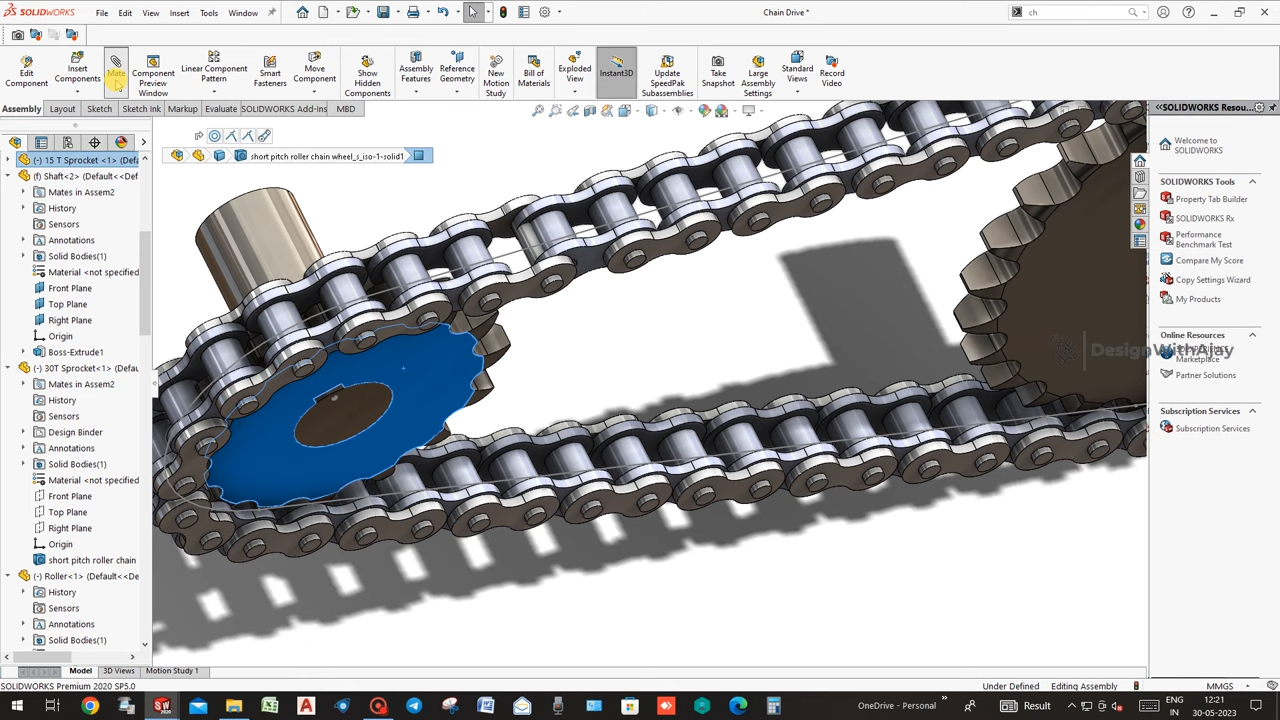 SOLIDWORKS
File Edit View Insert Tools Window
Chain Drive *
ch
Edit Component
Insert Components
Mate
Component Preview Window
Linear Component Pattern
Smart Fasteners
Move Component
Show Hidden Components
Assembly Features
Reference Geometry
New Motion Study
Bill of Materials
Exploded View
Instant3D
Update SpeedPak Subassemblies
Take Snapshot
Large Assembly Settings
Standard Views
Record Video
Assembly Layout Sketch Sketch Ink Markup Evaluate SOLIDWORKS Add-Ins MBD
SOLIDWORKS Resou...
short pitch roller chain wheel_s_iso-1-solid1
(-) 15 T Sprocket <1> (Defa
(f) Shaft<2> (Default<<Def
Mates in Assem2
History
Sensors
Annotations
Solid Bodies(1)
Material <not specified
Front Plane
Top Plane
Right Plane
Origin
Boss-Extrude1
(-) 30T Sprocket<1> (Defau
Mates in Assem2
History
Sensors
Design Binder
Annotations
Solid Bodies(1)
Material <not specified
Front Plane
Top Plane
Right Plane
Origin
short pitch roller chain
(-) Roller<1> (Default<<De
History
Sensors
Annotations
Solid Bodies(1)
Welcome to SOLIDWORKS
SOLIDWORKS Tools
Property Tab Builder
SOLIDWORKS Rx
Performance Benchmark Test
Compare My Score
Copy Settings Wizard
My Products
Online Resources
Marketplace
Partner Solutions
Subscription Services
Subscription Services
DesignWithAjay
Model 3D Views Motion Study 1
SOLIDWORKS Premium 2020 SP5.0
Under Defined Editing Assembly MMGS
OneDrive - Personal
Result
ENG IN
12:21
30-05-2023